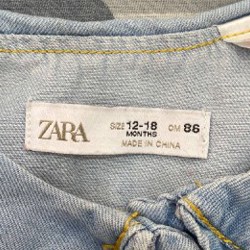 ZARA
SIZE 12-18 CM 86
MONTHS
MADE IN CHINA